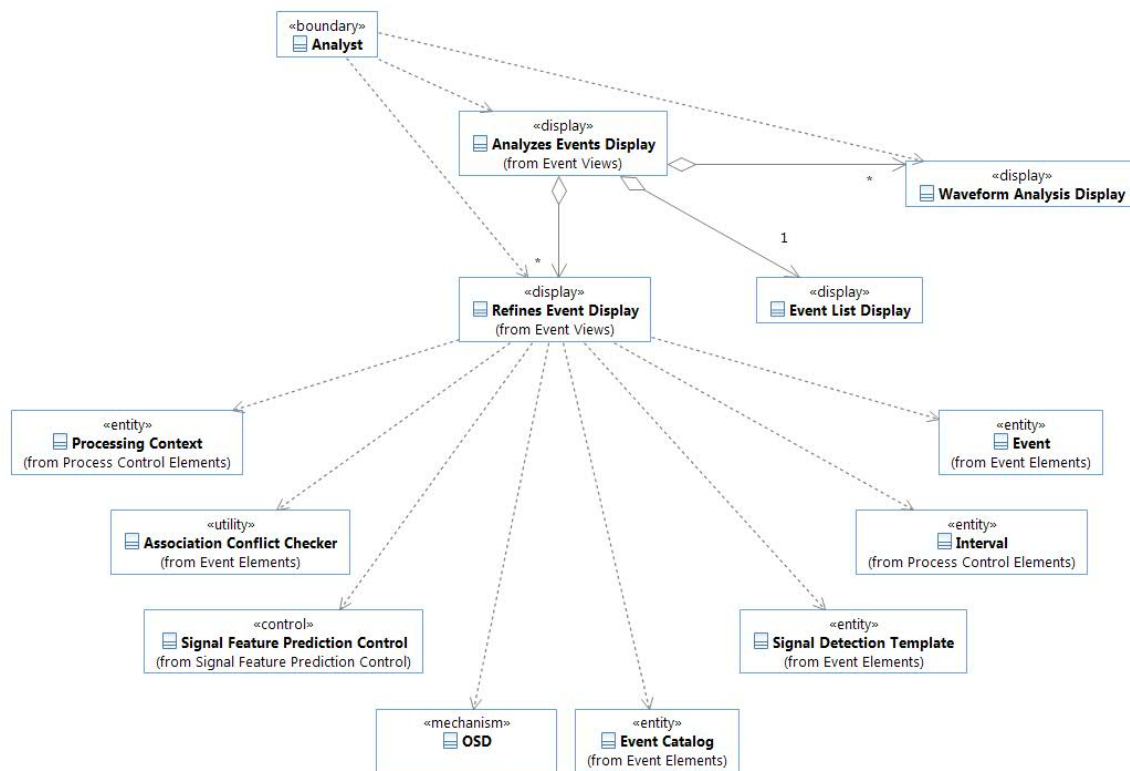 «boundary»
Analyst
«display»
Analyzes Events Display
(from Event Views)
*
«display»
Waveform Analysis Display
1
*
«display»
Refines Event Display
(from Event Views)
«display»
Event List Display
«entity»
Processing Context
(from Process Control Elements)
«entity»
Event
(from Event Elements)
«utility»
Association Conflict Checker
(from Event Elements)
«entity»
Interval
(from Process Control Elements)
«control»
Signal Feature Prediction Control
(from Signal Feature Prediction Control)
«entity»
Signal Detection Template
(from Event Elements)
«mechanism»
OSD
«entity»
Event Catalog
(from Event Elements)